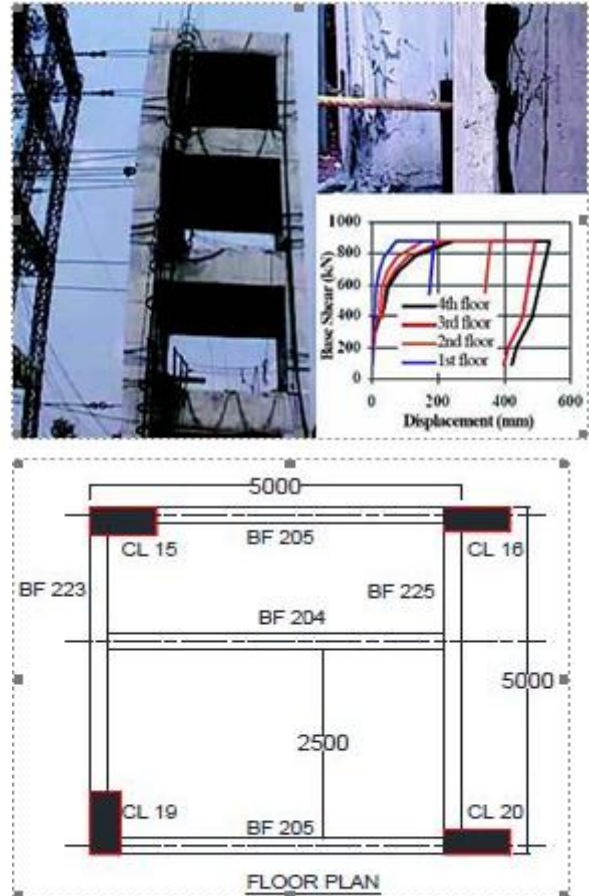 1000
800
600
400
200
0
Base Shear (kN)
4th floor
3rd floor
2nd floor
1st floor
0 200 400 600
Displacement (mm)
5000
CL 15
BF 205
CL 16
BF 223
BF 225
BF 204
5000
2500
CL 19
CL 20
BF 205
FLOOR PLAN